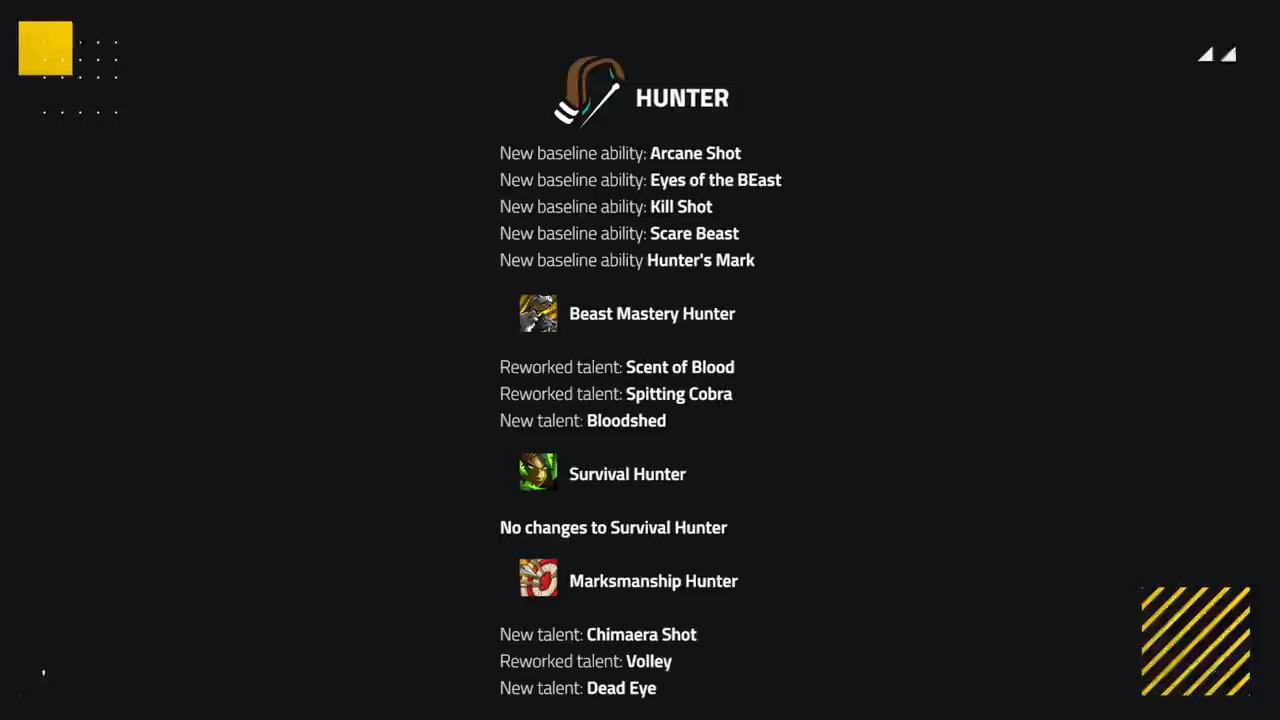 HUNTER
New baseline ability: Arcane Shot
New baseline ability: Eyes of the BEast
New baseline ability: Kill Shot
New baseline ability: Scare Beast
New baseline ability Hunter's Mark
Beast Mastery Hunter
Reworked talent: Scent of Blood
Reworked talent: Spitting Cobra
New talent: Bloodshed
Survival Hunter
No changes to Survival Hunter
Marksmanship Hunter
New talent: Chimaera Shot
Reworked talent: Volley
New talent: Dead Eye